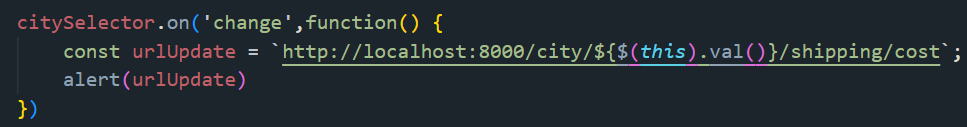 citySelector.on('change',function() {
    const urlUpdate = `http://localhost:8000/city/${$(this).val()}/shipping/cost`;
    alert(urlUpdate)
})